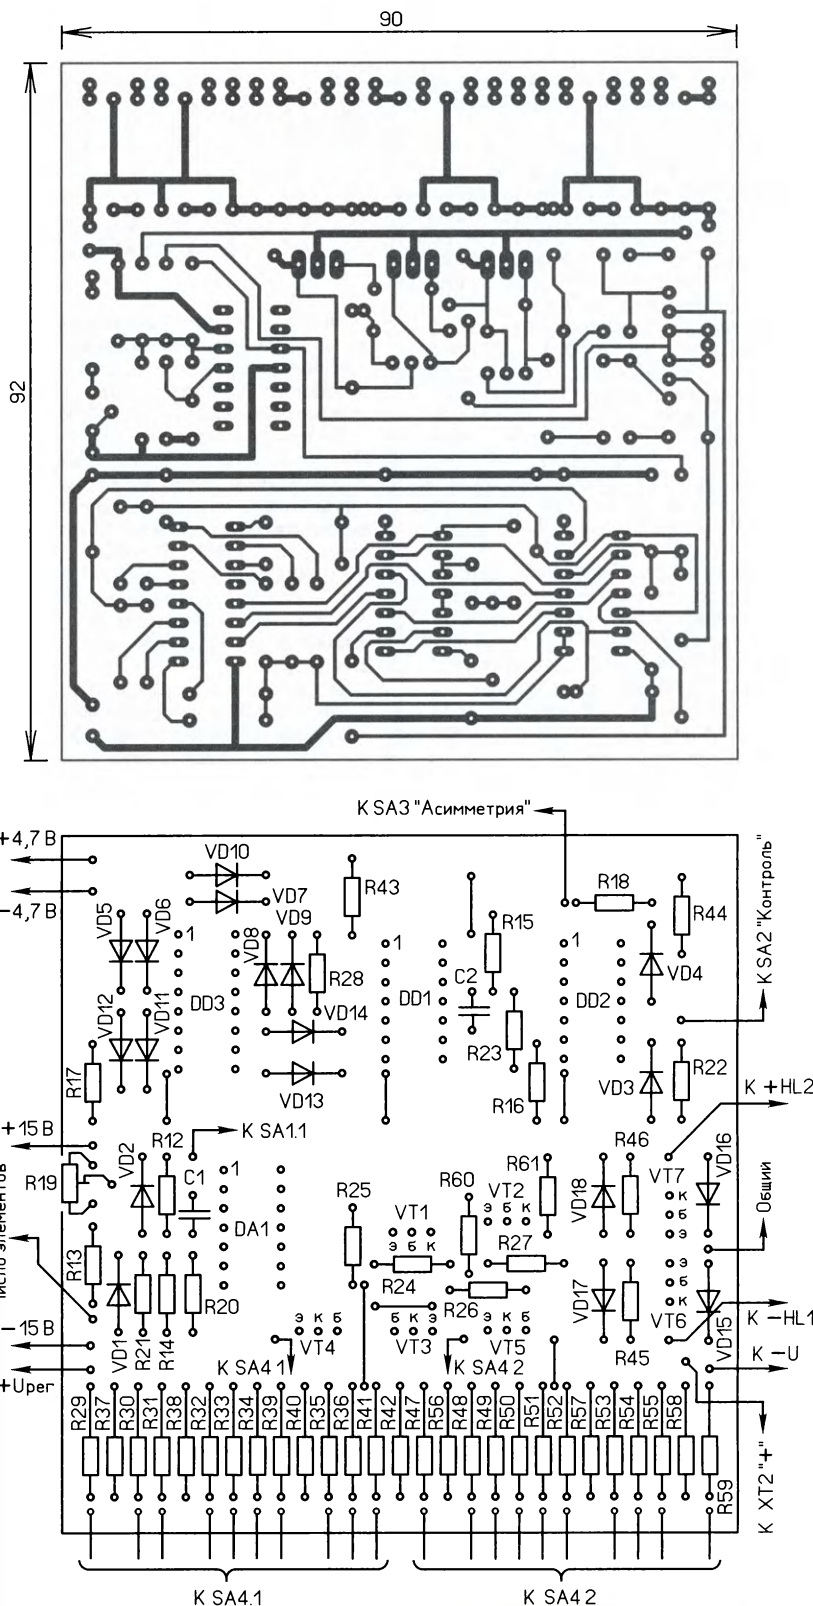 90
92
К SA3 "Асимметрия"
+4,7 В
-4,7 В
VD10
VD7
VD5
VD6
VD8
VD9
R43
R18
R44
К SA2 "Контроль"
1
1
1
R15
VD4
DD3
R28
DD1
C2
DD2
VD12
VD11
VD14
R23
R17
VD13
R16
VD3
R22
К +HL2
+15 В
К SA1.1
R12
VD2
C1
1
R19
DA1
R25
VT1
э б к
R60
VT2
э б к
R61
VD18
R46
VT7
к
б
э
VD16
Общий
Число элементов
R13
R24
R27
R26
VD17
э
б
к
VT6
R20
VD1
R21
R14
э к б
VT4
б к э
VT3
э к б
VT5
R45
VD15
К -HL1
-15 В
+Uрег
К SA4 1
К SA4 2
К -U
R29
R37
R30
R31
R38
R32
R33
R34
R39
R40
R35
R36
R41
R42
R47
R56
R48
R49
R50
R51
R52
R57
R53
R54
R55
R58
R59
К XT2 "+"
К SA4.1
К SA4 2